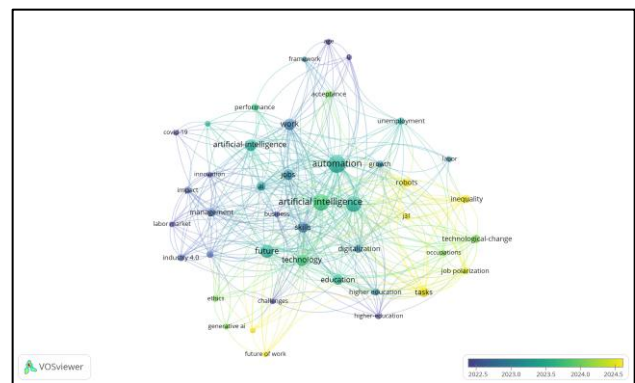 age
framework
acceptance
performance
unemployment
work
covid-19
artificial-intelligence
automation
growth
labor
innovation
jobs
ai
robots
impact
inequality
artificial intelligence
management
business
j3l
labor market
skills
technological-change
future
digitalization
occupations
industry 4.0
technology
job polarization
education
higher education
tasks
ethics
challenges
higher-education
generative ai
future of work
VOSviewer
2022.5 2023.0 2023.5 2024.0 2024.5